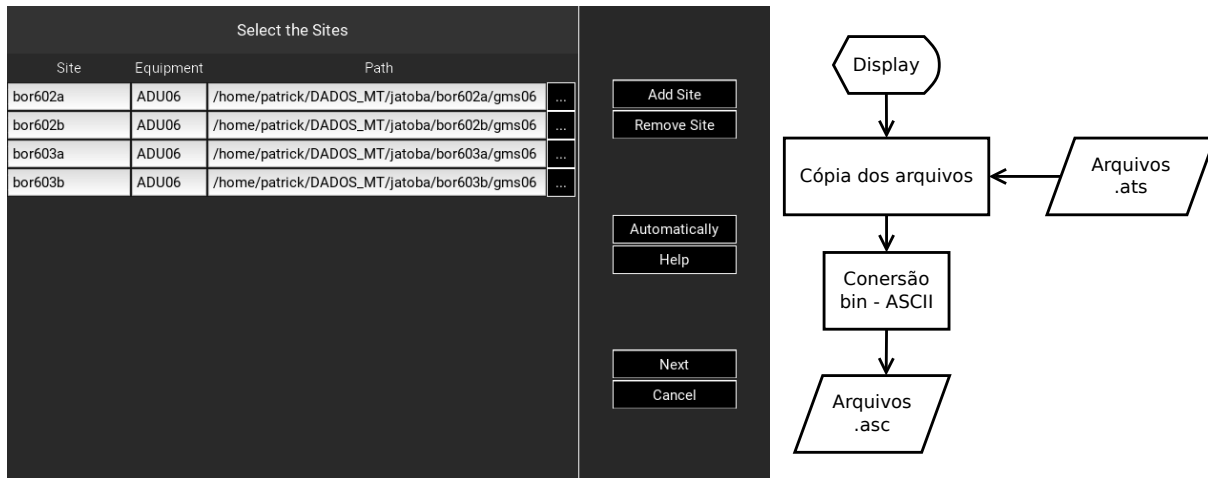 Select the Sites
Site Equipment Path
bor602a ADU06 /home/patrick/DADOS_MT/jatoba/bor602a/gms06 ...
bor602b ADU06 /home/patrick/DADOS_MT/jatoba/bor602b/gms06 ...
bor603a ADU06 /home/patrick/DADOS_MT/jatoba/bor603a/gms06 ...
bor603b ADU06 /home/patrick/DADOS_MT/jatoba/bor603b/gms06 ...
Add Site
Remove Site
Automatically
Help
Next
Cancel
Display
Cópia dos arquivos
Arquivos
.ats
Conersão
bin - ASCII
Arquivos
.asc